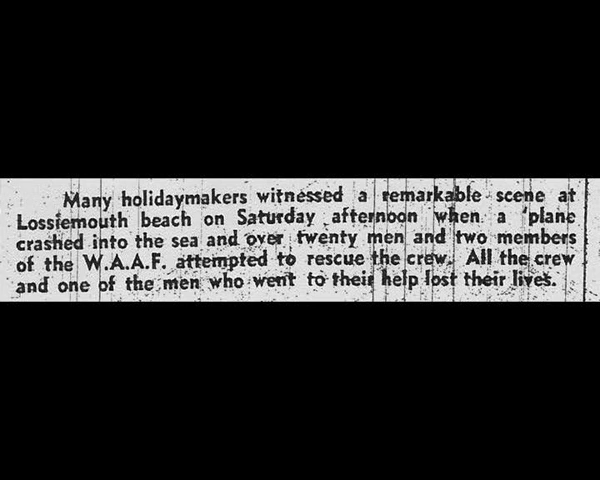 Many holidaymakers witnessed a remarkable scene at
Lossiemouth beach on Saturday afternoon when a 'plane
crashed into the sea and over twenty men and two members
of the W.A.A.F. attempted to rescue the crew. All the crew
and one of the men who went to their help lost their lives.